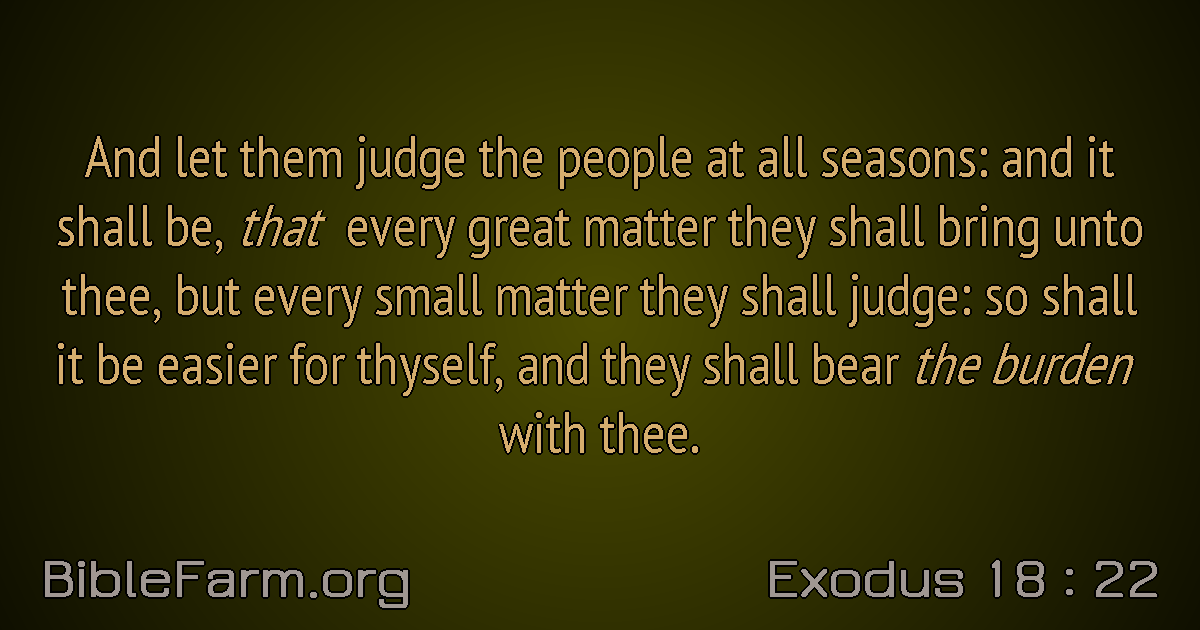 And let them judge the people at all seasons: and it
shall be, that every great matter they shall bring unto
thee, but every small matter they shall judge: so shall
it be easier for thyself, and they shall bear the burden
with thee.
BibleFarm.org
Exodus 18 : 22